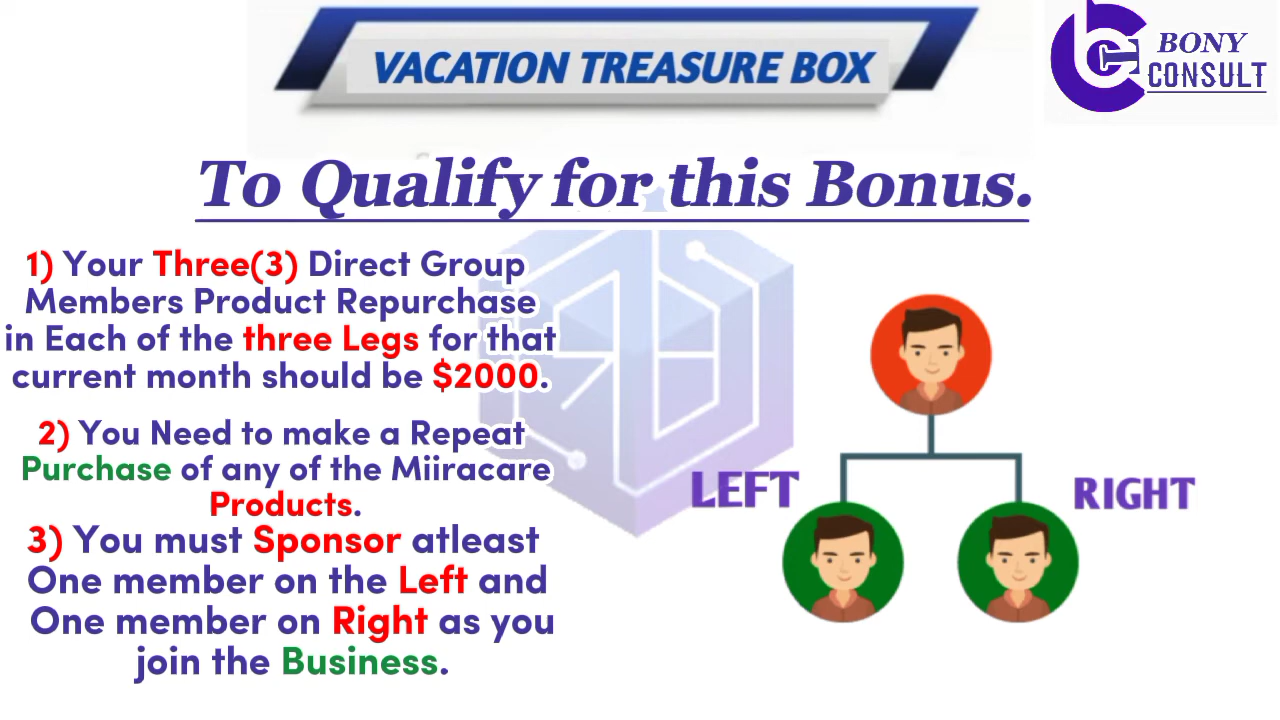 VACATION TREASURE BOX
BONY
CONSULT
To Qualify for this Bonus.
1) Your Three(3) Direct Group
Members Product Repurchase
in Each of the three Legs for that
current month should be $2000.
2) You Need to make a Repeat
Purchase of any of the Miiracare
Products.
3) You must Sponsor atleast
One member on the Left and
One member on Right as you
join the Business.
LEFT
RIGHT